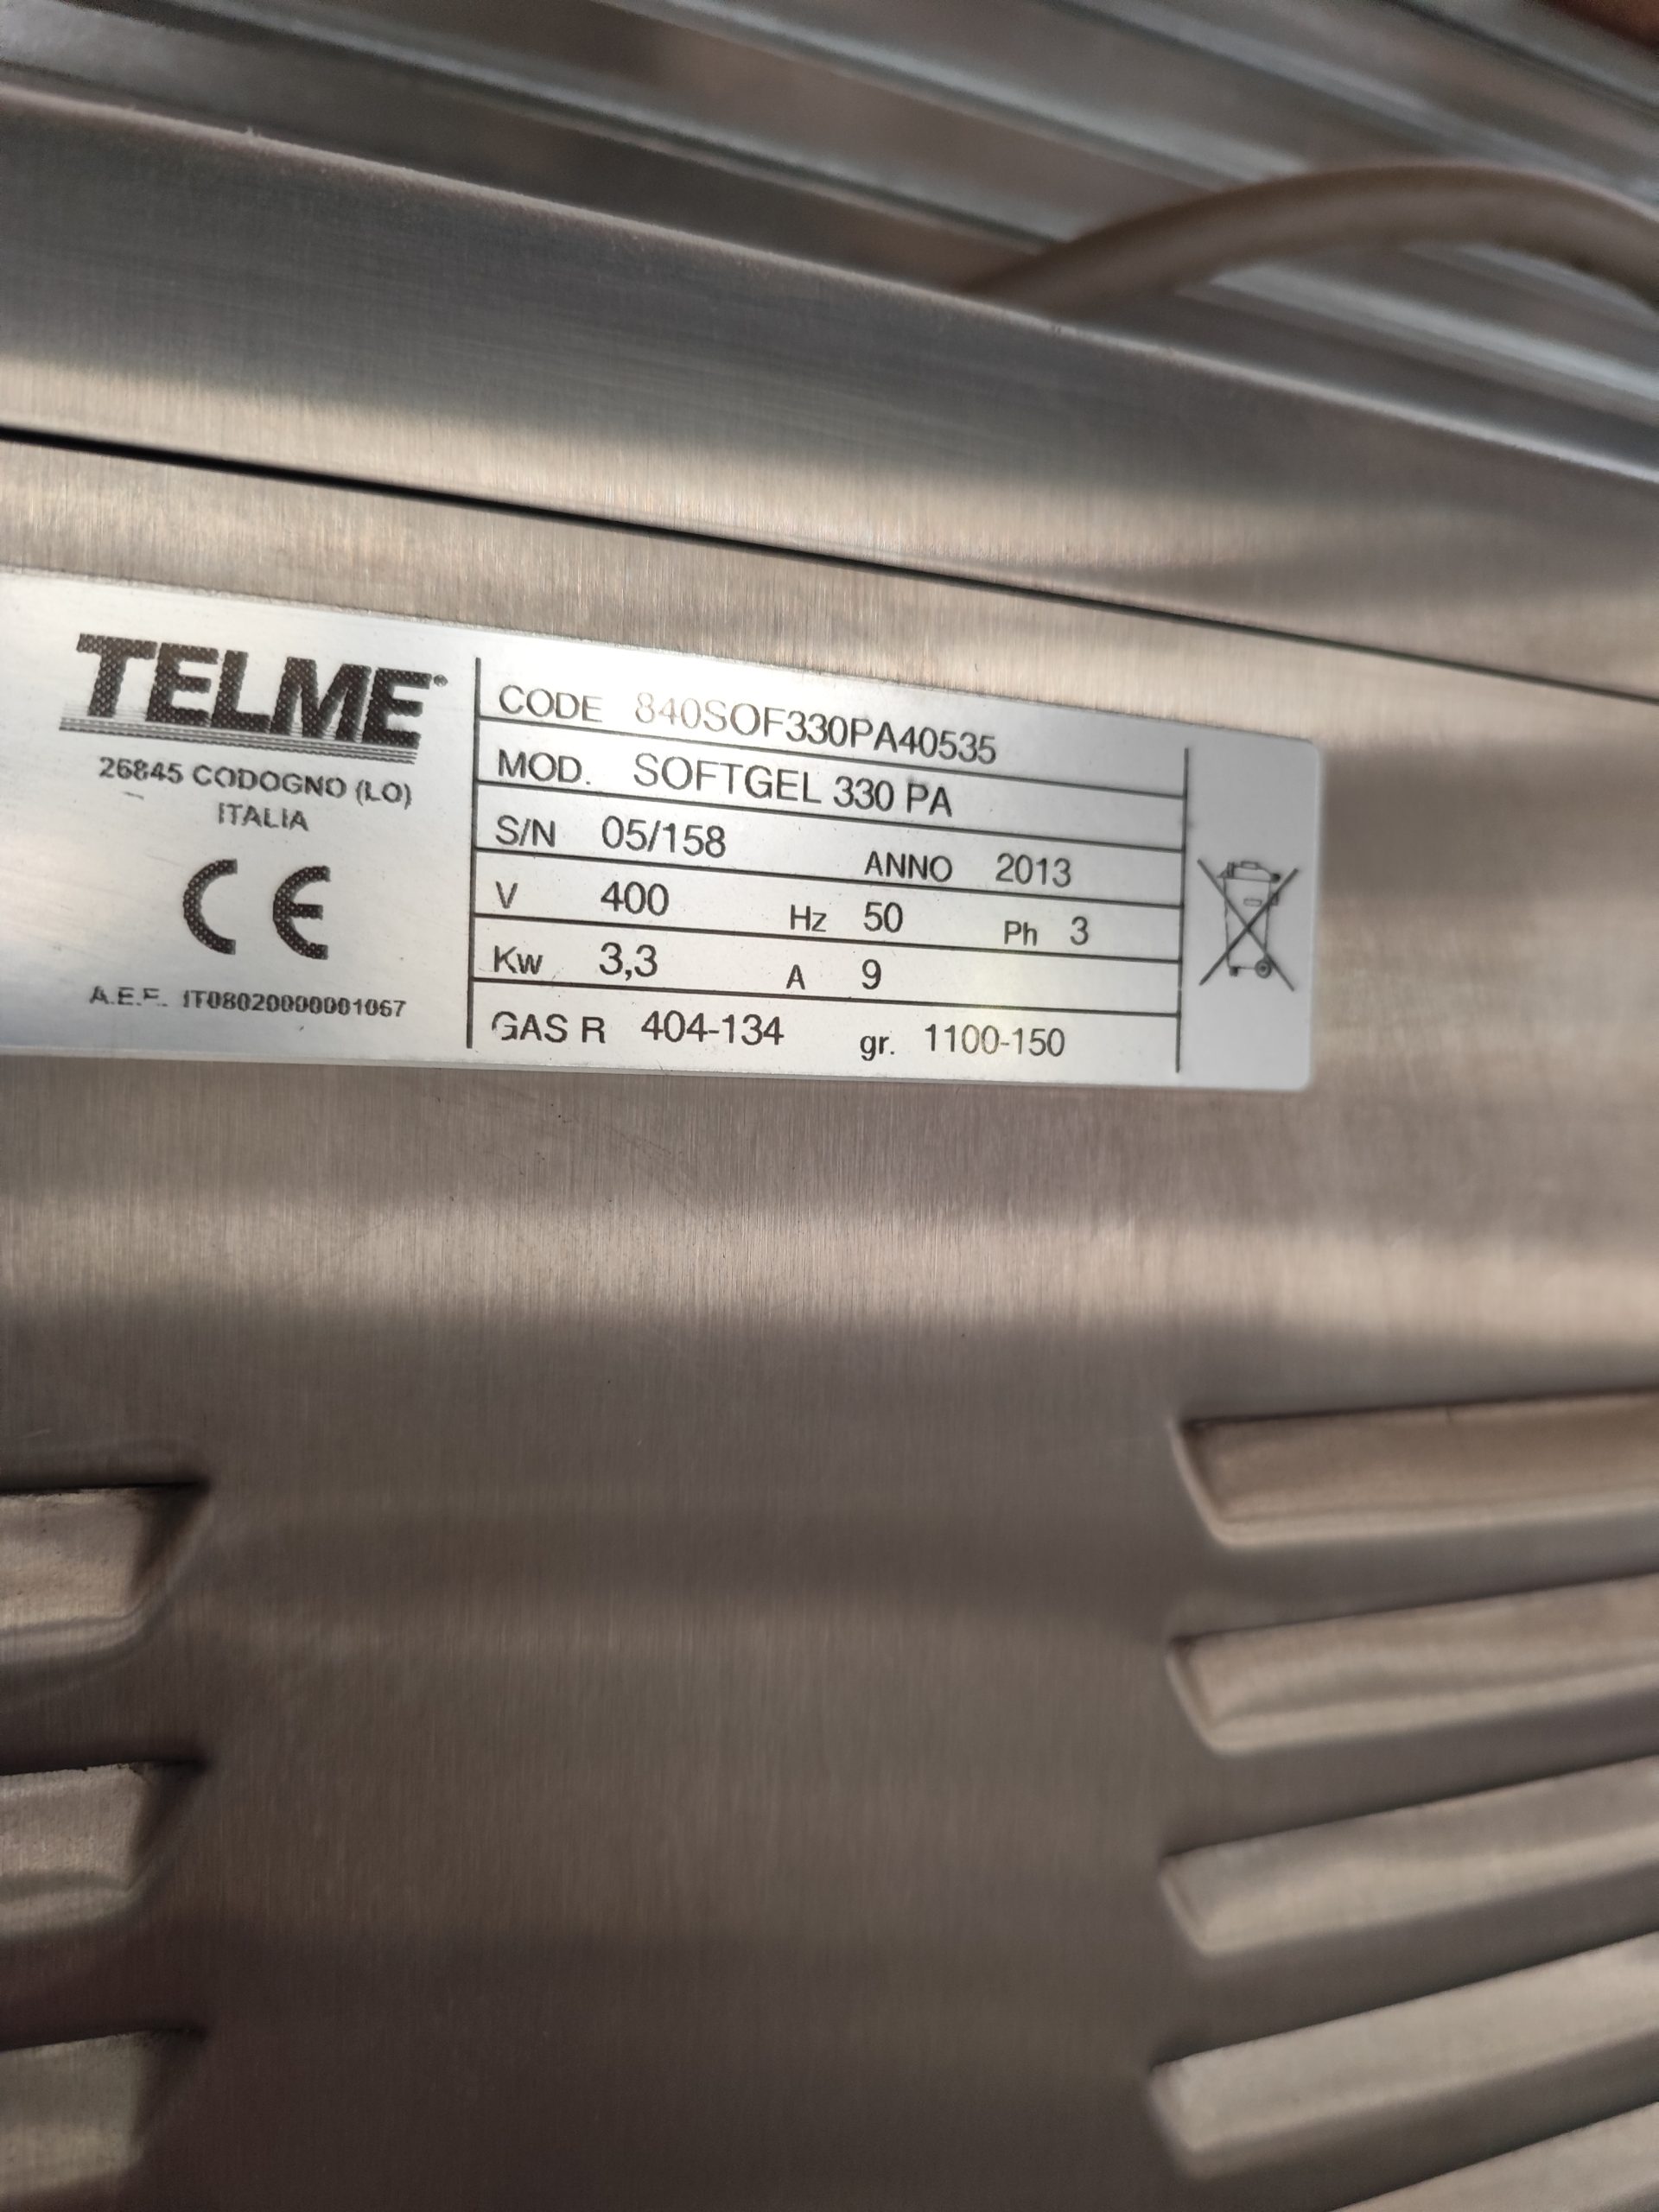 TELME®
26845 CODOGNO (LO)
ITALIA
CE
A.E.E. IT08020000001067
CODE 840SOF330PA40535
MOD. SOFTGEL 330 PA
S/N 05/158 ANNO 2013
V 400 Hz 50 Ph 3
Kw 3,3 A 9
GAS R 404-134 gr. 1100-150